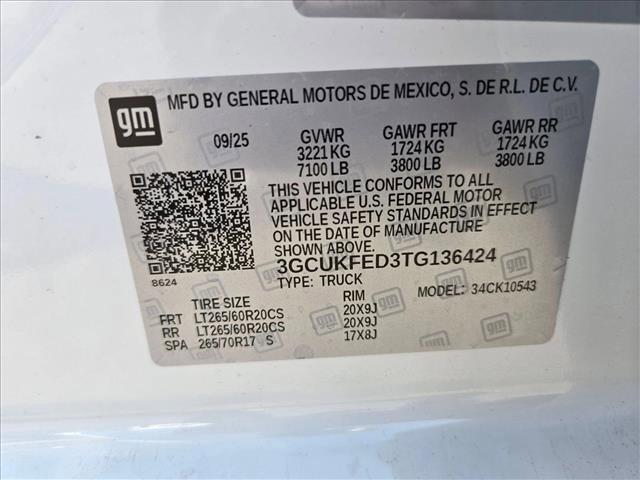 gm
MFD BY GENERAL MOTORS DE MEXICO, S. DE R.L. DE C.V.
09/25 GVWR GAWR FRT GAWR RR
3221 KG 1724 KG 1724 KG
7100 LB 3800 LB 3800 LB
THIS VEHICLE CONFORMS TO ALL
APPLICABLE U.S. FEDERAL MOTOR
VEHICLE SAFETY STANDARDS IN EFFECT
ON THE DATE OF MANUFACTURE
SHOWN ABOVE.
3GCUKFED3TG136424
8624 TYPE: TRUCK MODEL: 34CK10543
TIRE SIZE RIM
FRT LT265/60R20CS 20X9J
RR LT265/60R20CS 20X9J
SPA 265/70R17 S 17X8J